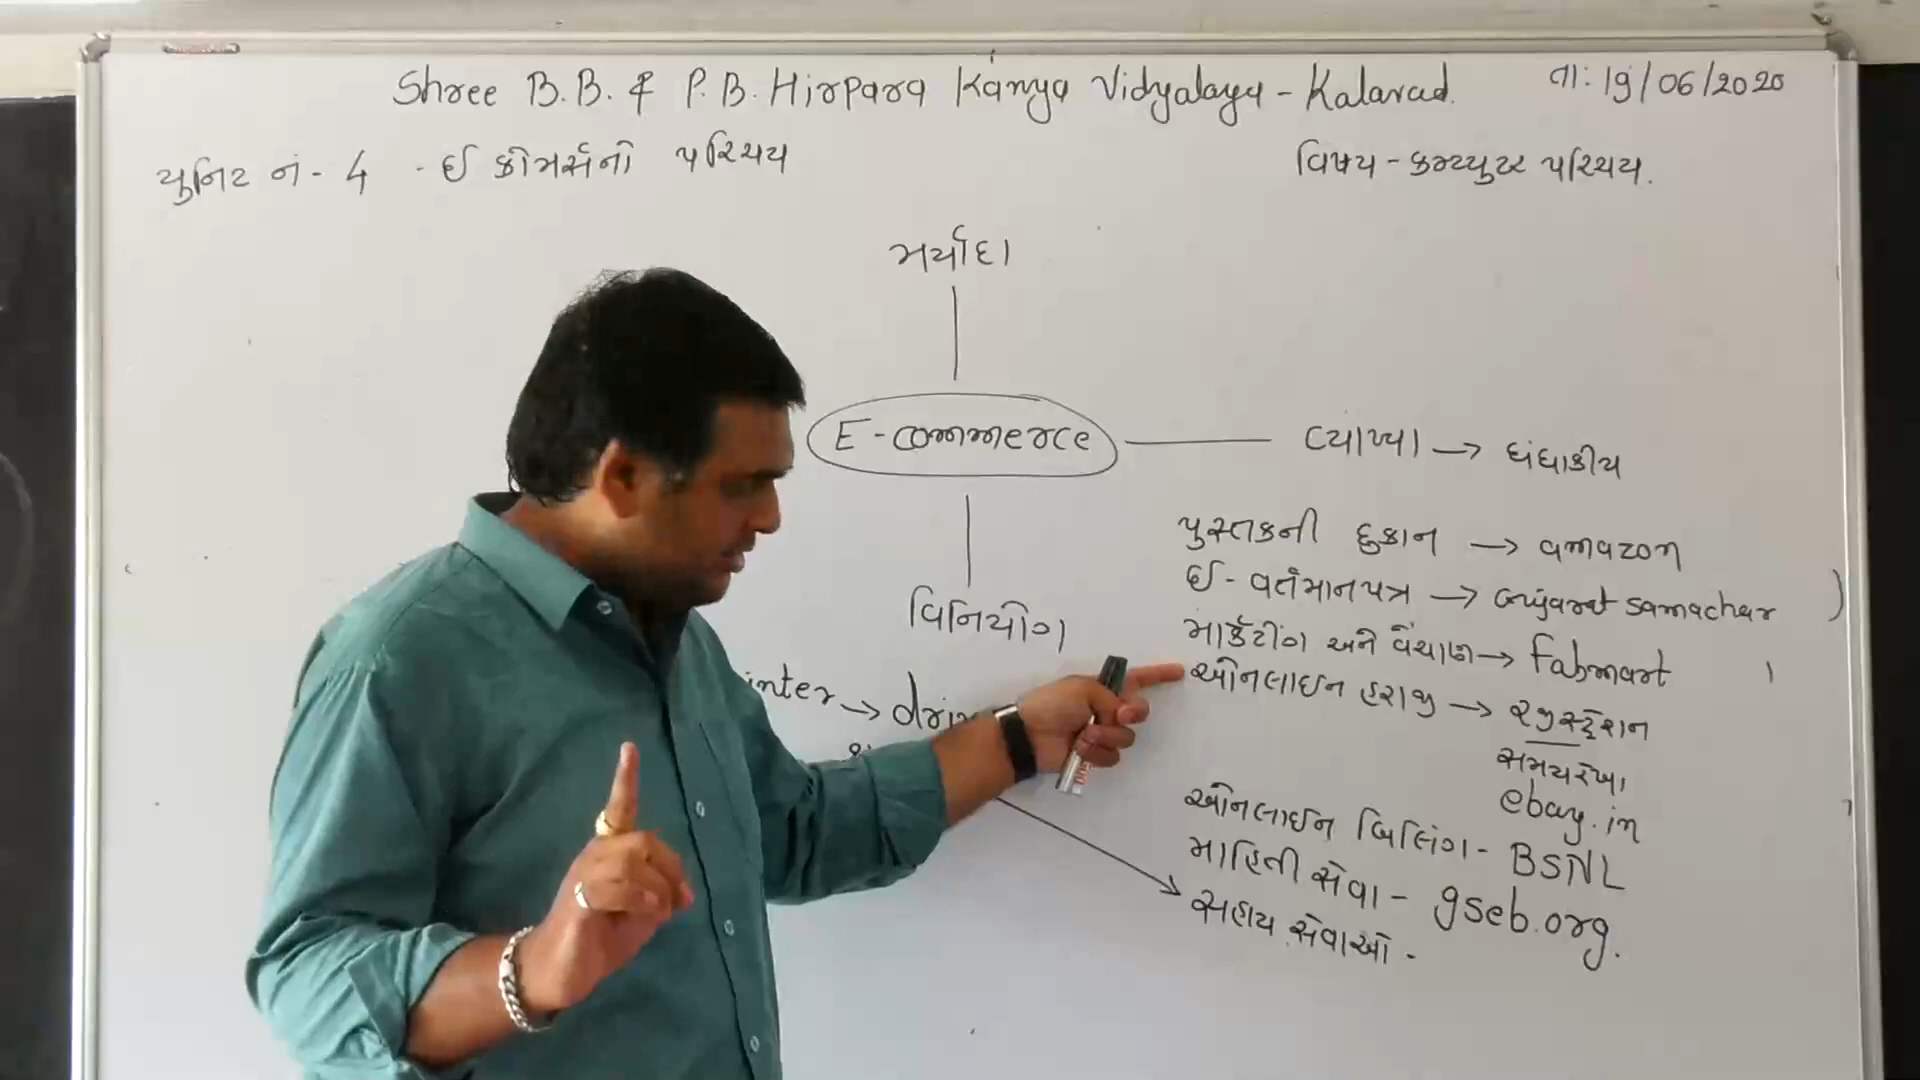 Shree B.B. & P.B. Hirpara Kanya Vidyalaya - Kalavad. તા: 19/06/2020
યુનિટ નં - 4 - ઈ કોમર્સનો પરિચય
વિષય - કમ્પ્યુટર પરિચય.
મર્યાદા
E-commerce
વ્યાખ્યા → ધંધાકીય
વિનિયોગ
પુસ્તકની દુકાન → amazon
ઈ - વર્તમાનપત્ર → Gujarat samachar
માર્કેટીંગ અને વેંચાણ → Fabmart
ઓનલાઇન હરાજી → રજીસ્ટ્રેશન
સમયરેખા
ebay.in
ઓનલાઇન બિલિંગ - BSNL
માહિતી સેવા - gseb.org.
સહાય સેવાઓ -
inter → dri